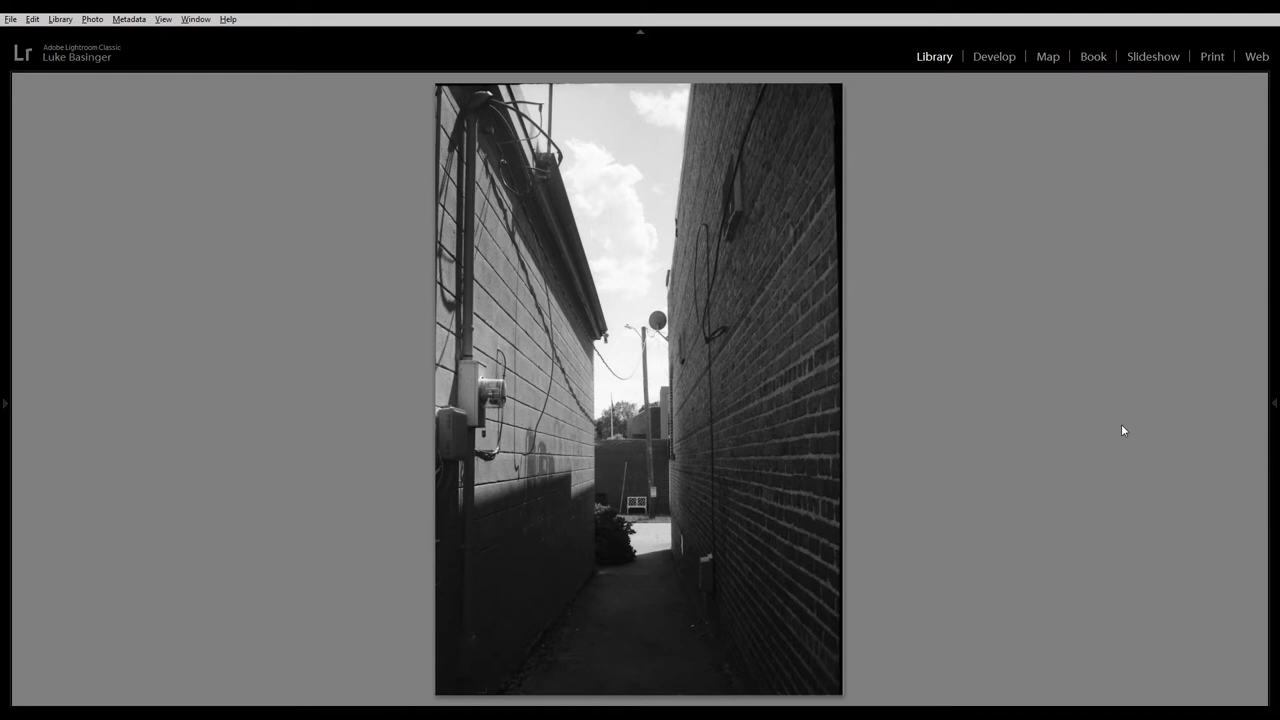 File Edit Library Photo Metadata View Window Help
Lr
Adobe Lightroom Classic
Luke Basinger
Library | Develop | Map | Book | Slideshow | Print | Web